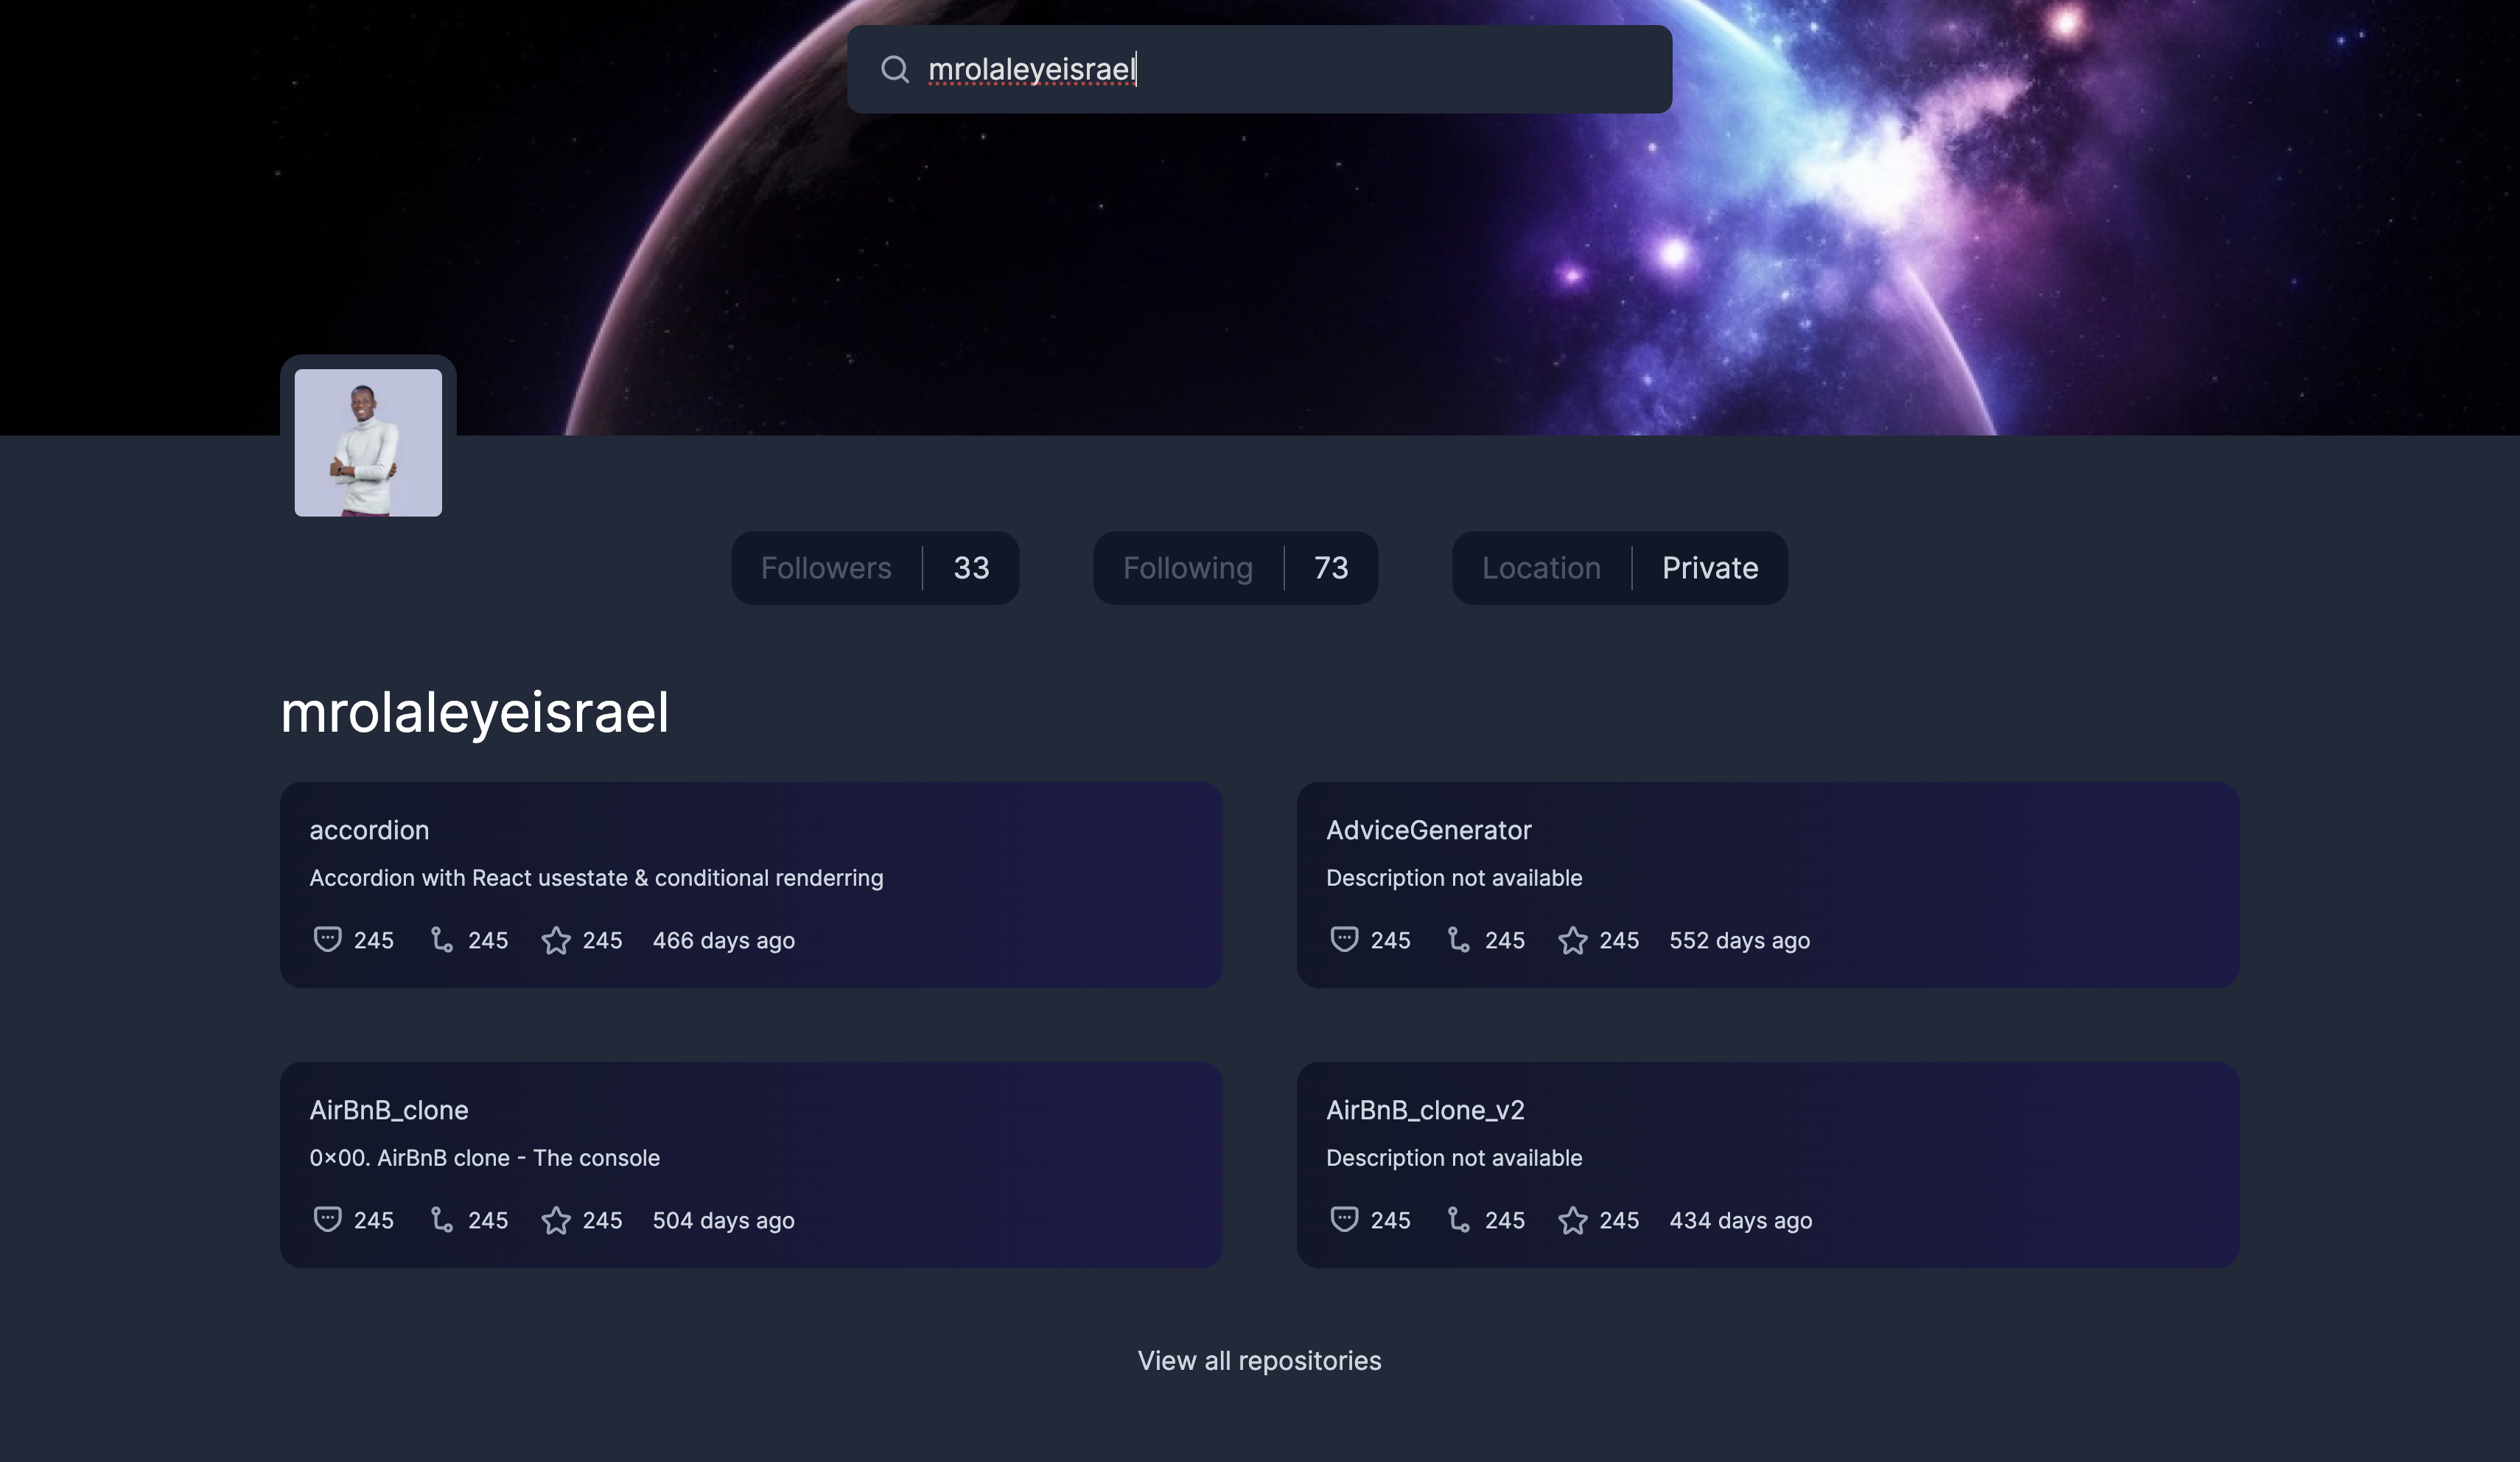 mrolaleyeisrael
Followers 33
Following 73
Location Private
mrolaleyeisrael
accordion
Accordion with React usestate & conditional renderring
245 245 245 466 days ago
AdviceGenerator
Description not available
245 245 245 552 days ago
AirBnB_clone
0×00. AirBnB clone - The console
245 245 245 504 days ago
AirBnB_clone_v2
Description not available
245 245 245 434 days ago
View all repositories